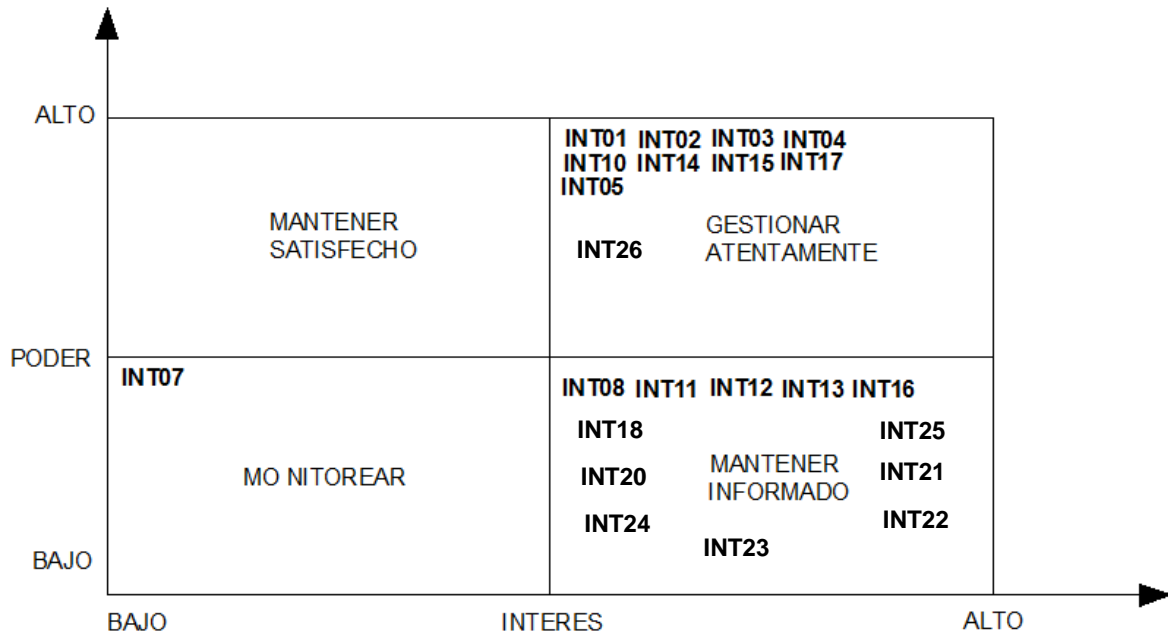 ALTO
INT01 INT02 INT03 INT04
INT10 INT14 INT15 INT17
INT05
MANTENER
SATISFECHO
GESTIONAR
ATENTAMENTE
INT26
PODER
INT07
INT08 INT11 INT12 INT13 INT16
INT18
INT25
MO NITOREAR
INT20
MANTENER
INFORMADO
INT21
INT24
INT22
INT23
BAJO
BAJO
INTERES
ALTO